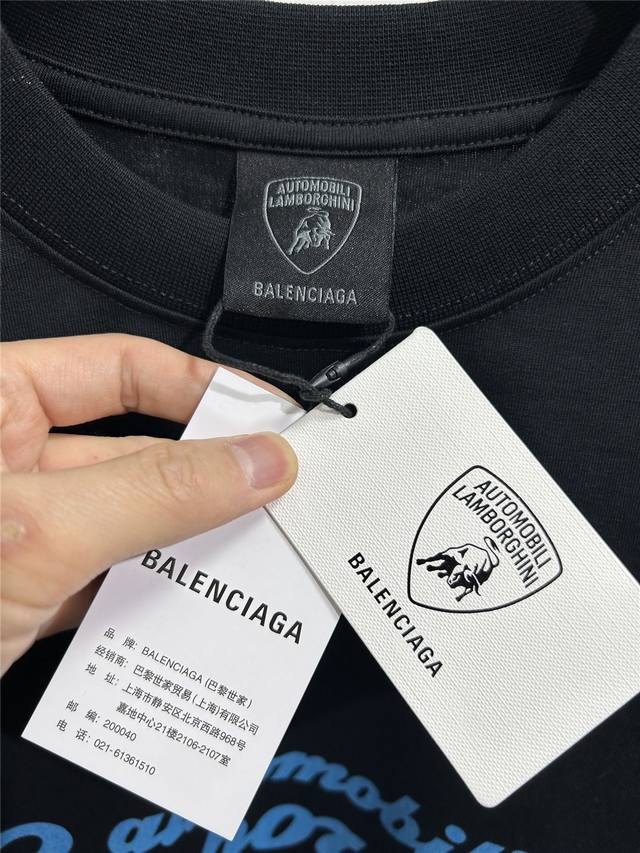 AUTOMOBILI
LAMBORGHINI
BALENCIAGA
AUTOMOBILI
LAMBORGHINI
BALENCIAGA
BALENCIAGA
品 牌: BALENCIAGA (巴黎世家)
经销商: 巴黎世家贸易(上海)有限公司
地 址: 上海市静安区北京西路968号
嘉地中心21楼2106-2107室
邮 编: 200040
电 话: 021-61361510